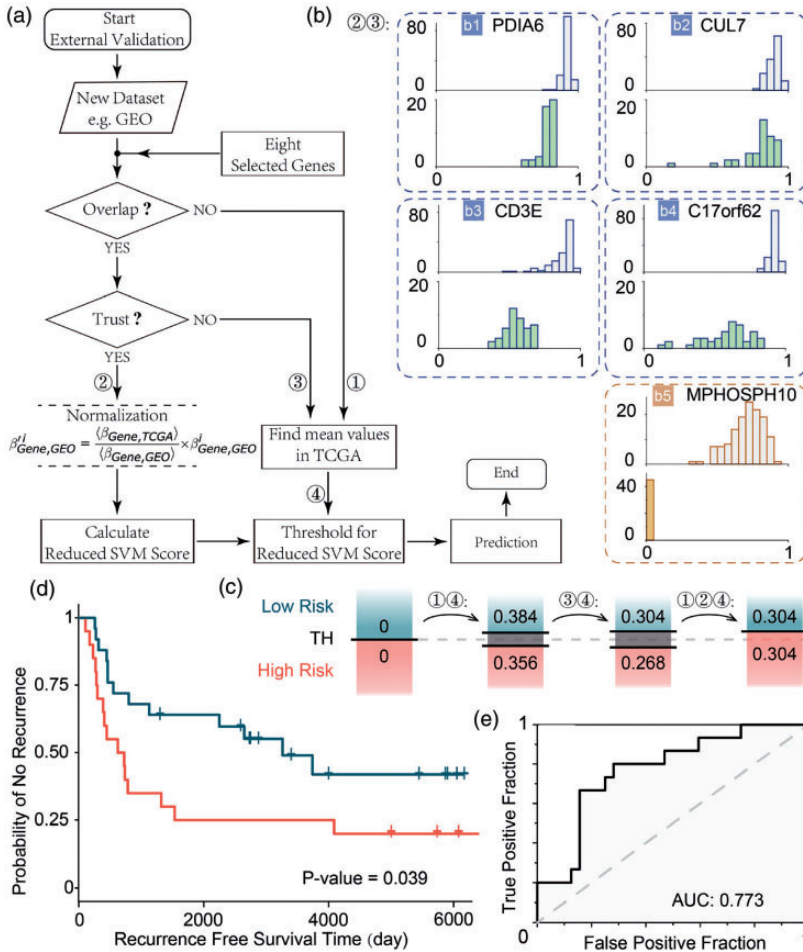 (a)
Start
External Validation
New Dataset
e.g. GEO
Eight
Selected Genes
Overlap ?
NO
YES
Trust ?
NO
YES
②
③
①
Normalization
β′ⁱGene,GEO = ⟨βGene,TCGA⟩ / ⟨βGene,GEO⟩ ×βⁱGene,GEO
Find mean values
in TCGA
④
End
Calculate
Reduced SVM Score
Threshold for
Reduced SVM Score
Prediction
(b)
②③:
b1 PDIA6
80
0
20
0
0
1
b2 CUL7
80
0
20
0
0
1
b3 CD3E
80
0
20
0
0
1
b4 C17orf62
80
0
20
0
0
1
b5 MPHOSPH10
20
0
40
0
0
1
(c)
①④:
③④:
①②④:
Low Risk
0
0.384
0.304
0.304
TH
High Risk
0
0.356
0.268
0.304
(d)
Probability of No Recurrence
1
0.75
0.50
0.25
0
P-value = 0.039
0
2000
4000
6000
Recurrence Free Survival Time (day)
(e)
True Positive Fraction
1
AUC: 0.773
0
False Positive Fraction
1